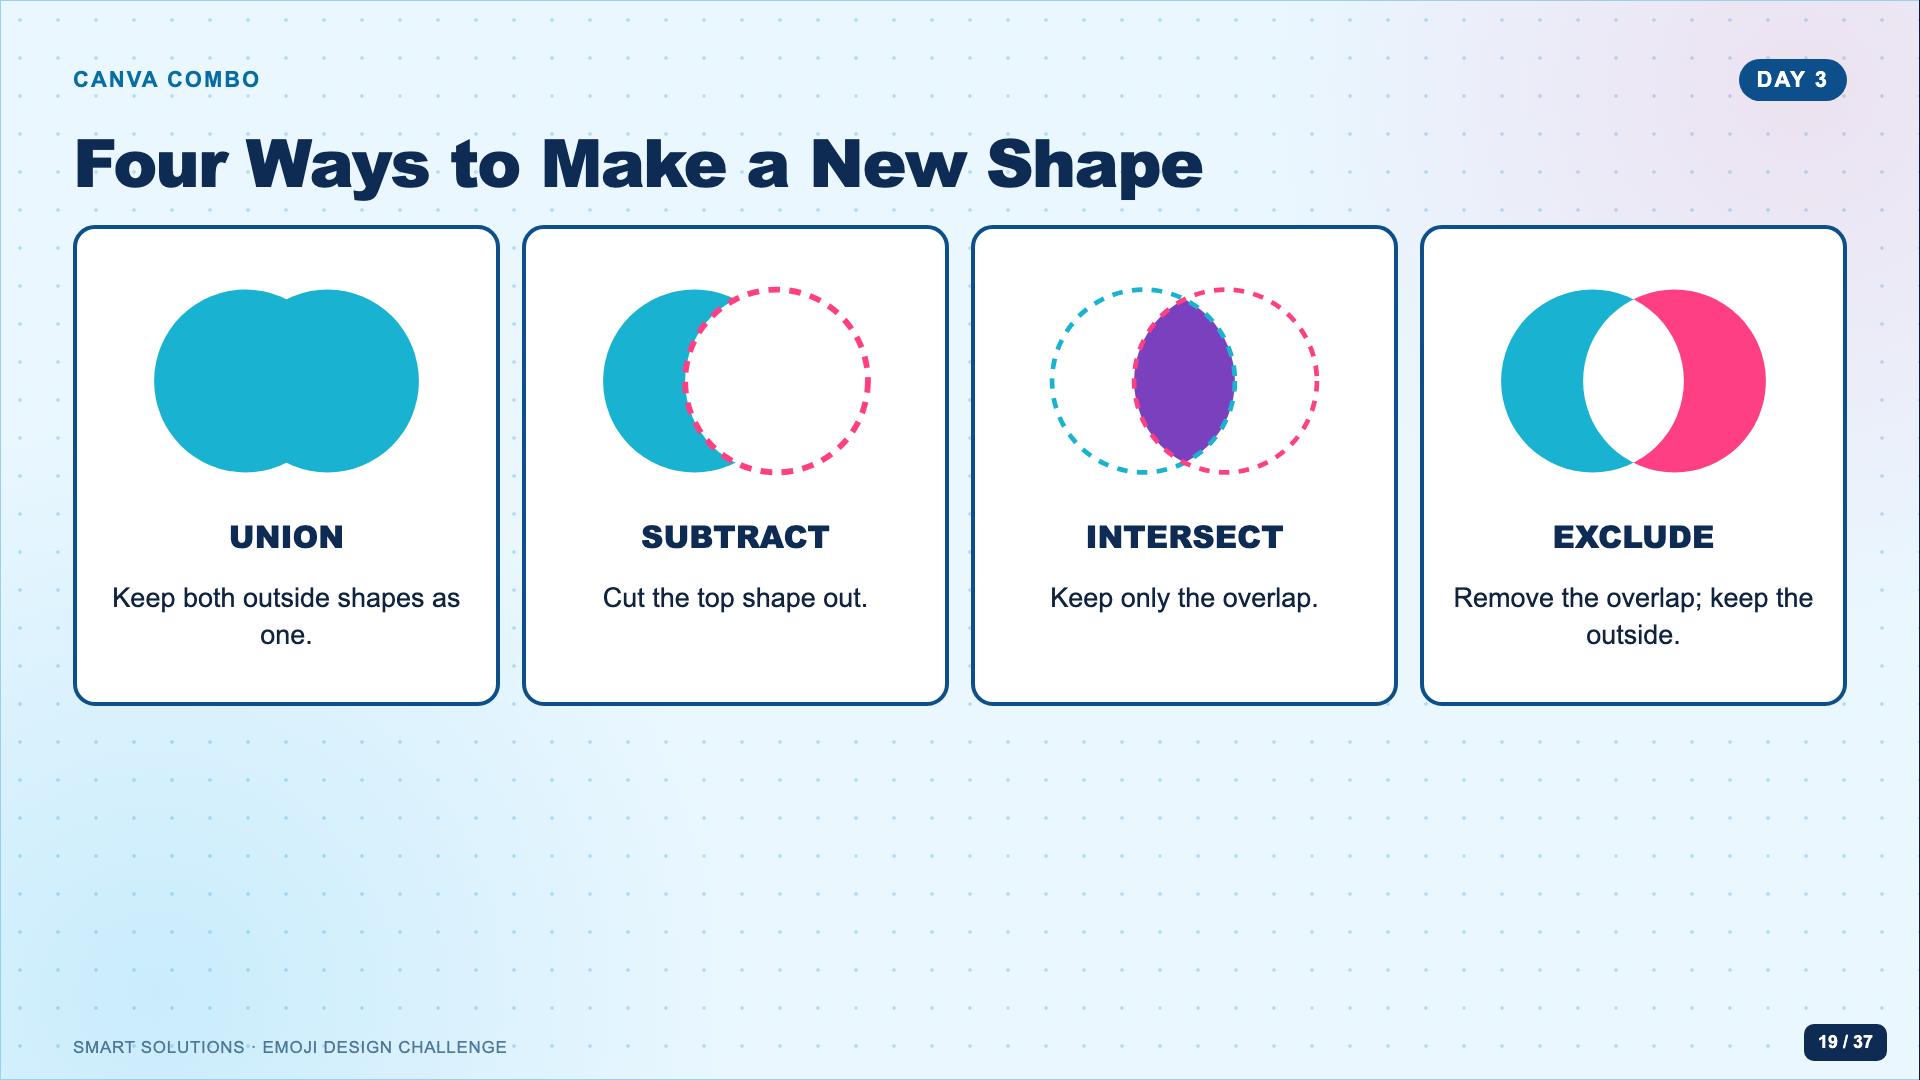 CANVA COMBO
DAY 3
Four Ways to Make a New Shape
UNION
Keep both outside shapes as
one.
SUBTRACT
Cut the top shape out.
INTERSECT
Keep only the overlap.
EXCLUDE
Remove the overlap; keep the
outside.
SMART SOLUTIONS · EMOJI DESIGN CHALLENGE
19 / 37